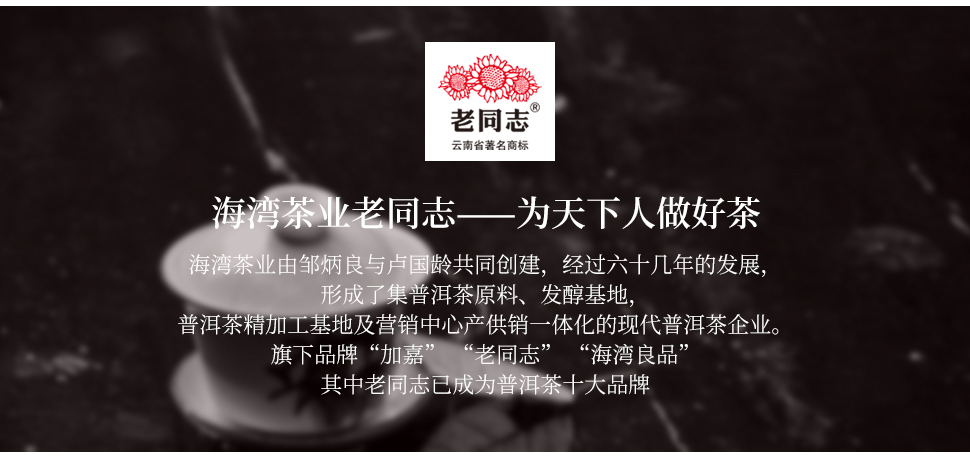 老同志®
云南省著名商标
海湾茶业老同志——为天下人做好茶
海湾茶业由邹炳良与卢国龄共同创建，经过六十几年的发展，
形成了集普洱茶原料、发醇基地，
普洱茶精加工基地及营销中心产供销一体化的现代普洱茶企业。
旗下品牌“加嘉” “老同志” “海湾良品”
其中老同志已成为普洱茶十大品牌